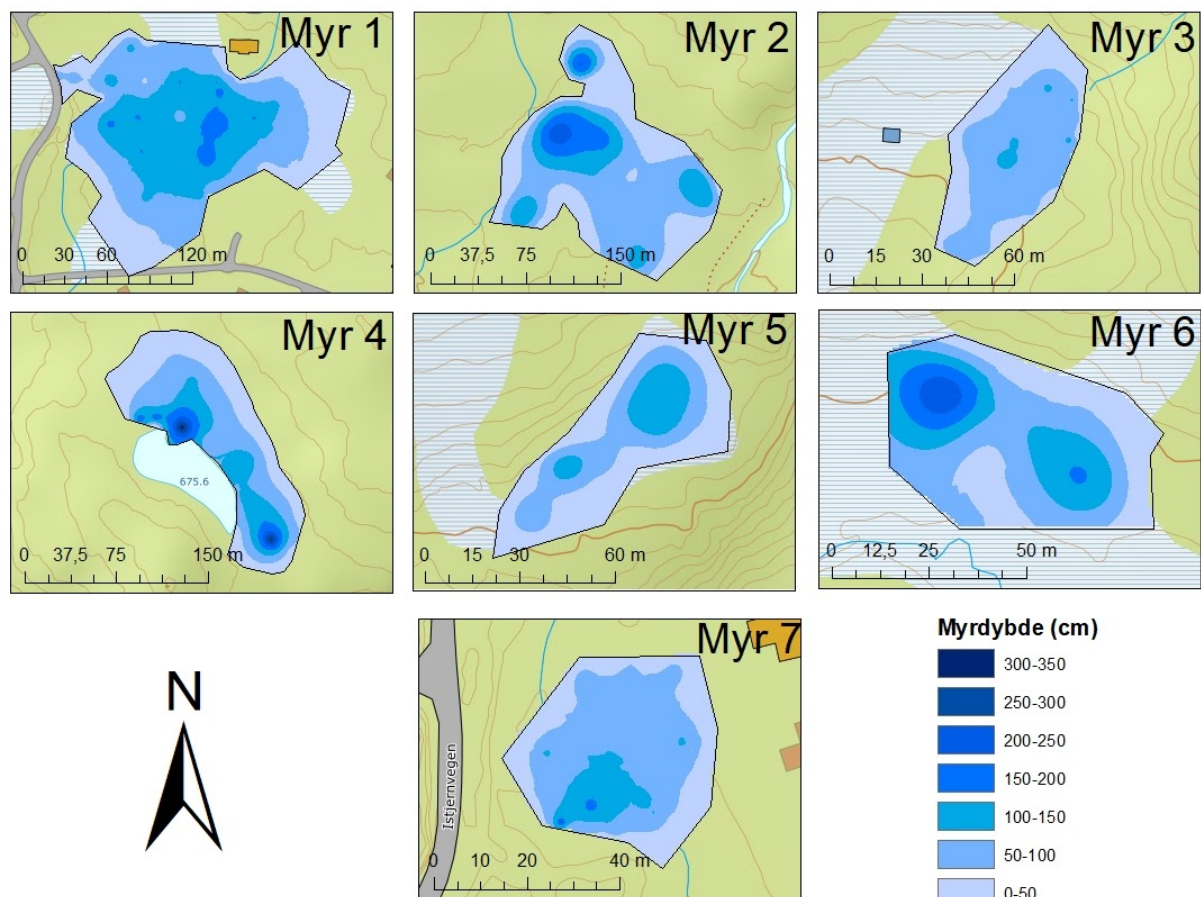 Myr 1
0 30 60 120 m
Myr 2
0 37,5 75 150 m
Myr 3
0 15 30 60 m
Myr 4
675.6
0 37,5 75 150 m
Myr 5
0 15 30 60 m
Myr 6
0 12,5 25 50 m
Myr 7
Istjernvegen
0 10 20 40 m
N
Myrdybde (cm)
300-350
250-300
200-250
150-200
100-150
50-100
0-50